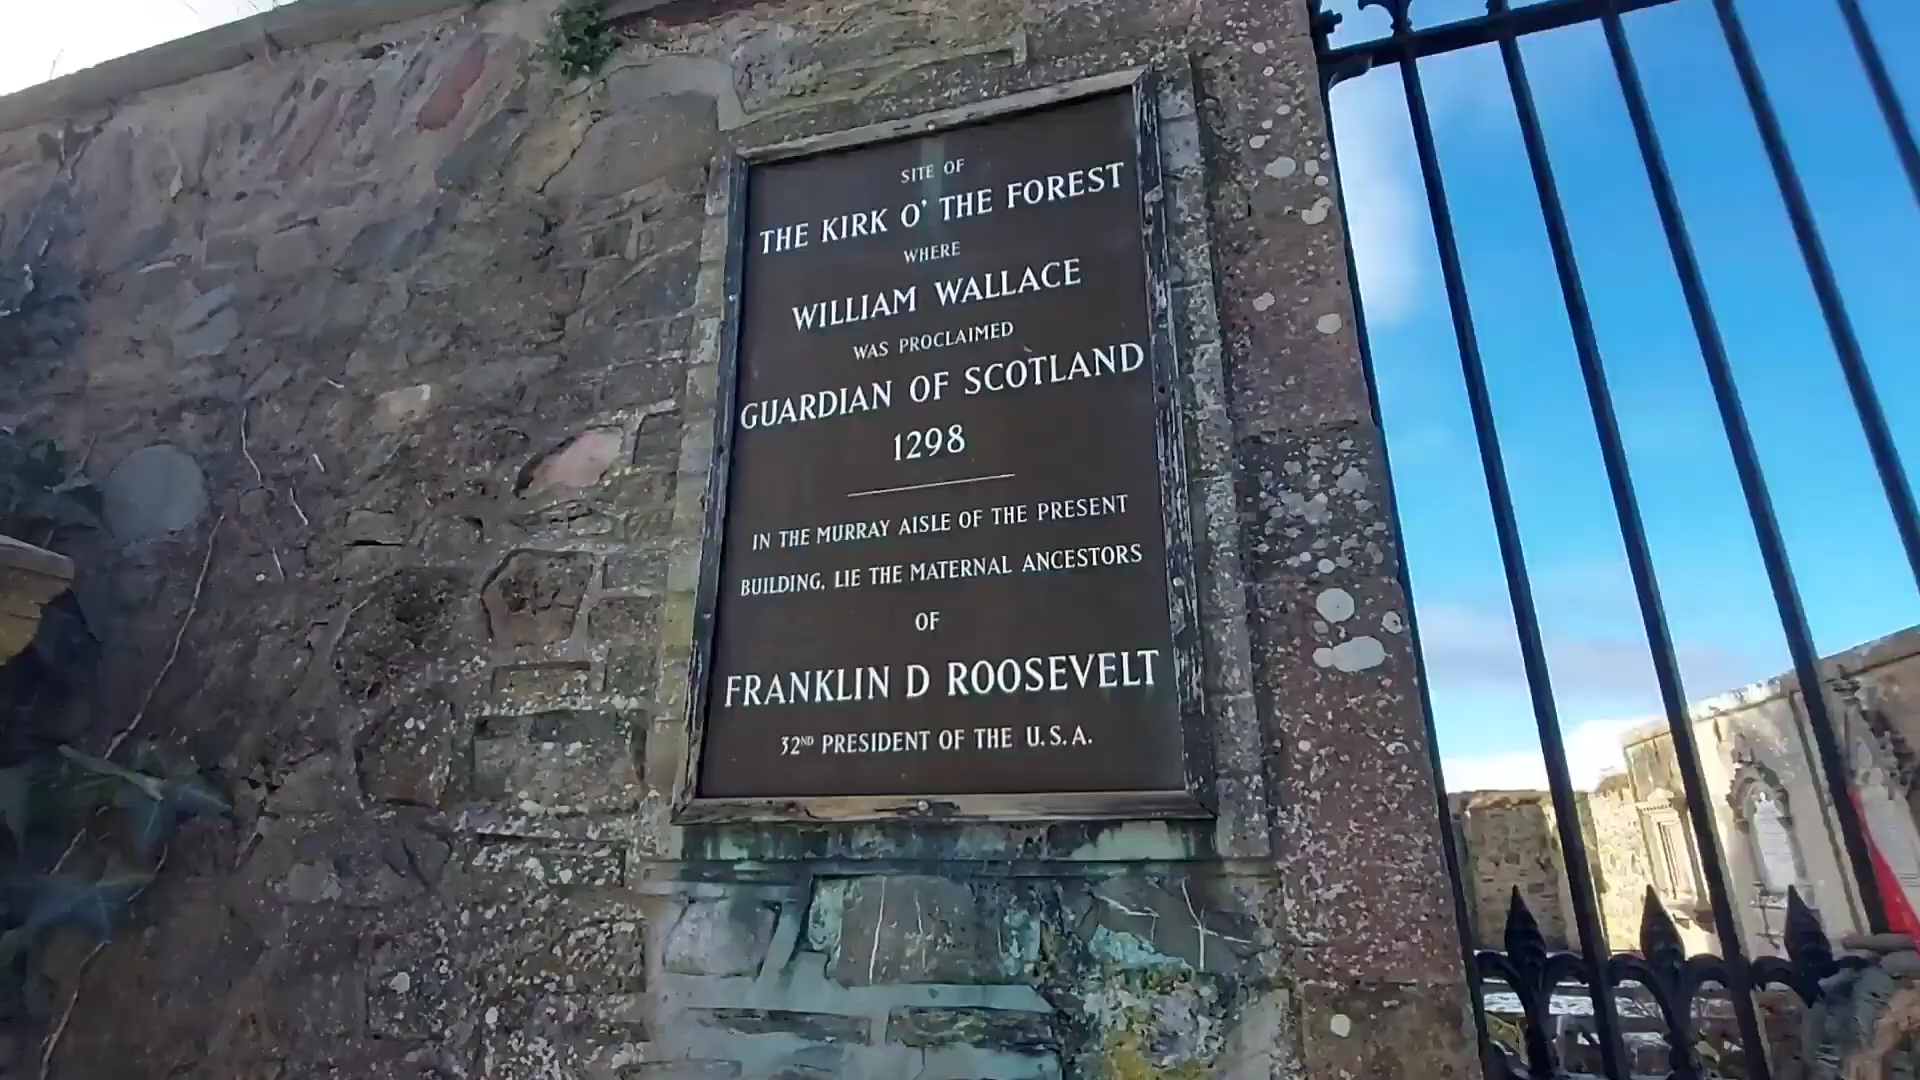 SITE OF
THE KIRK O' THE FOREST
WHERE
WILLIAM WALLACE
WAS PROCLAIMED
GUARDIAN OF SCOTLAND
1298
IN THE MURRAY AISLE OF THE PRESENT
BUILDING, LIE THE MATERNAL ANCESTORS
OF
FRANKLIN D ROOSEVELT
32ND PRESIDENT OF THE U.S.A.